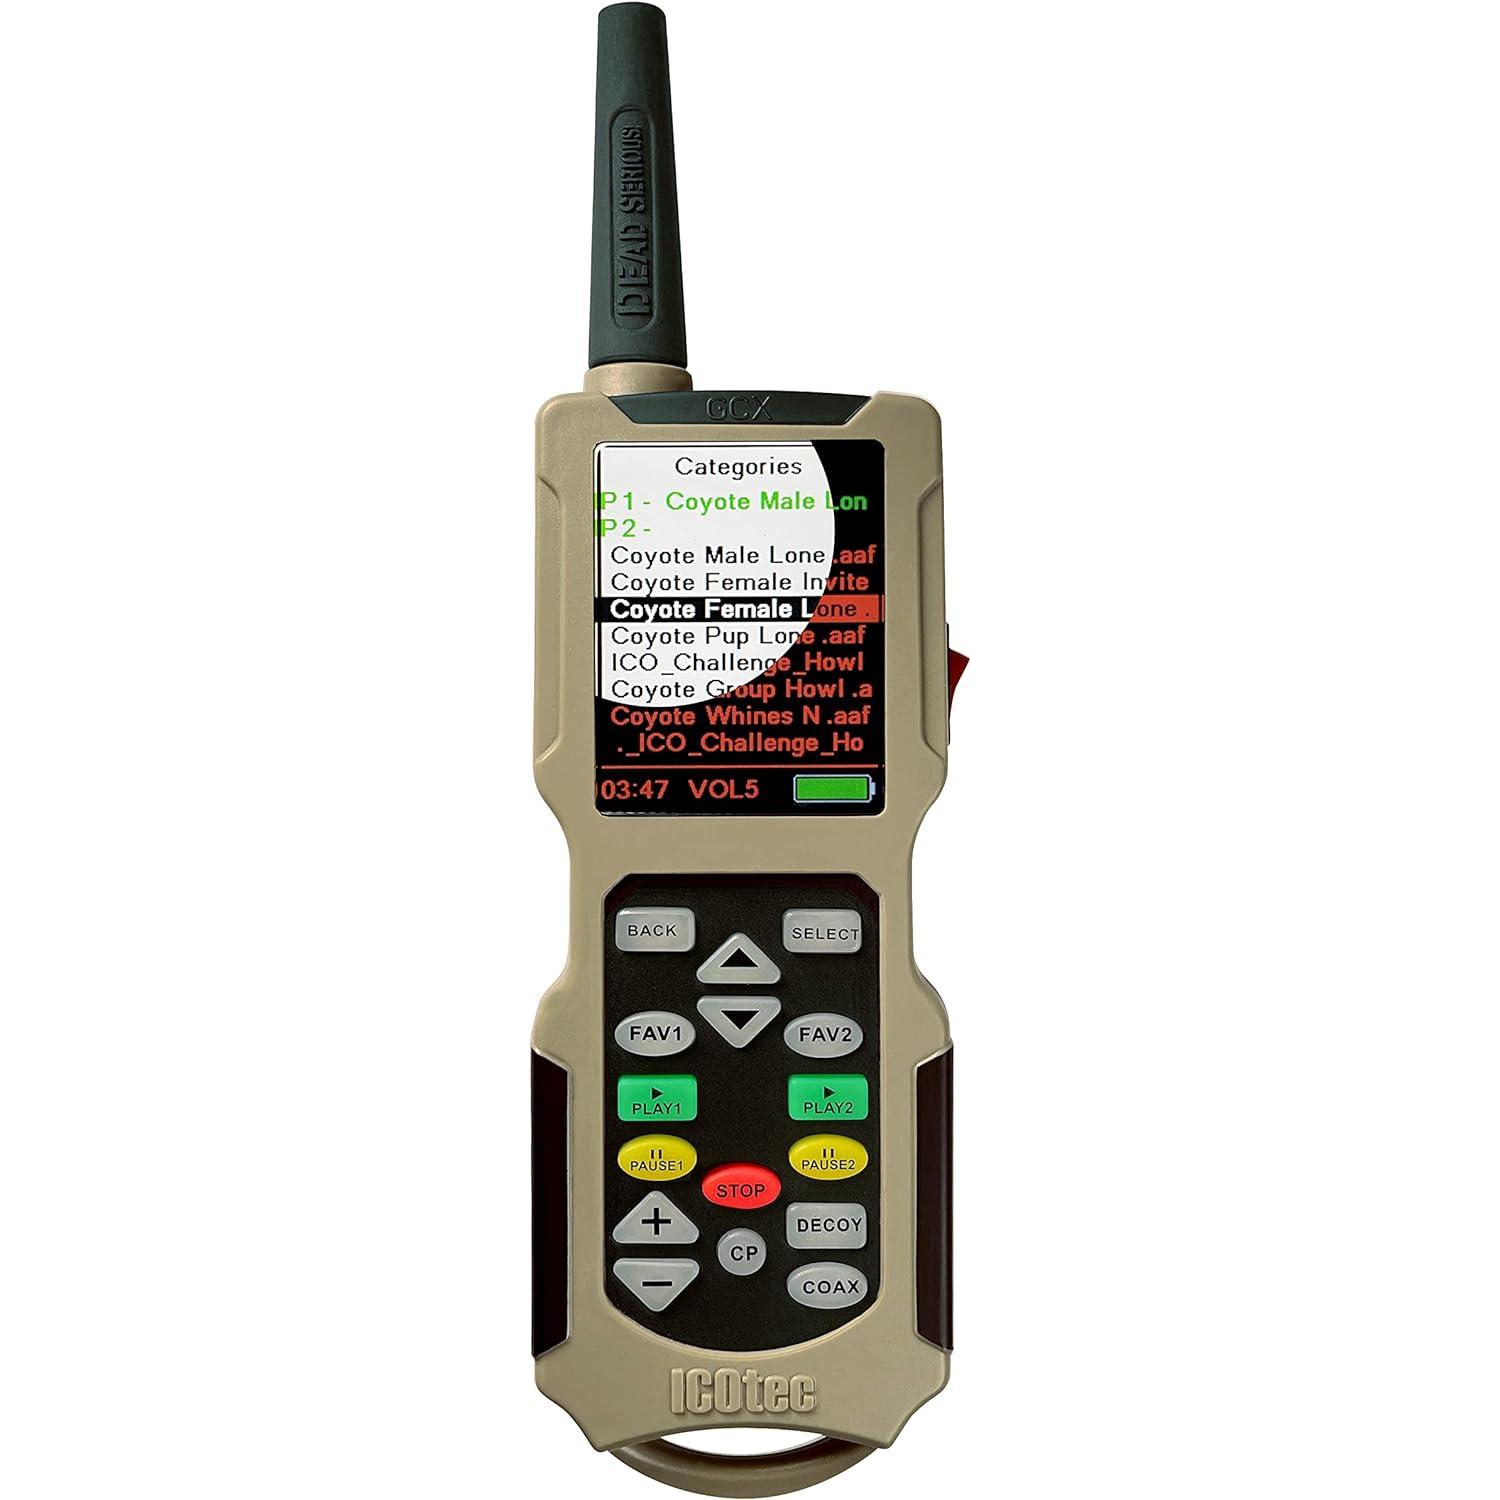 DEAD SERIOUS!
GCX
Categories
P1- Coyote Male Lon
P2-
Coyote Male Lone .aaf
Coyote Female Invite
Coyote Female Lone .
Coyote Pup Lone .aaf
ICO_Challenge_Howl
Coyote Group Howl .a
Coyote Whines N .aaf
._ICO_Challenge_Ho
03:47 VOL5
BACK
SELECT
FAV1
FAV2
PLAY1
PLAY2
PAUSE1
PAUSE2
STOP
+
DECOY
CP
−
COAX
ICOtec